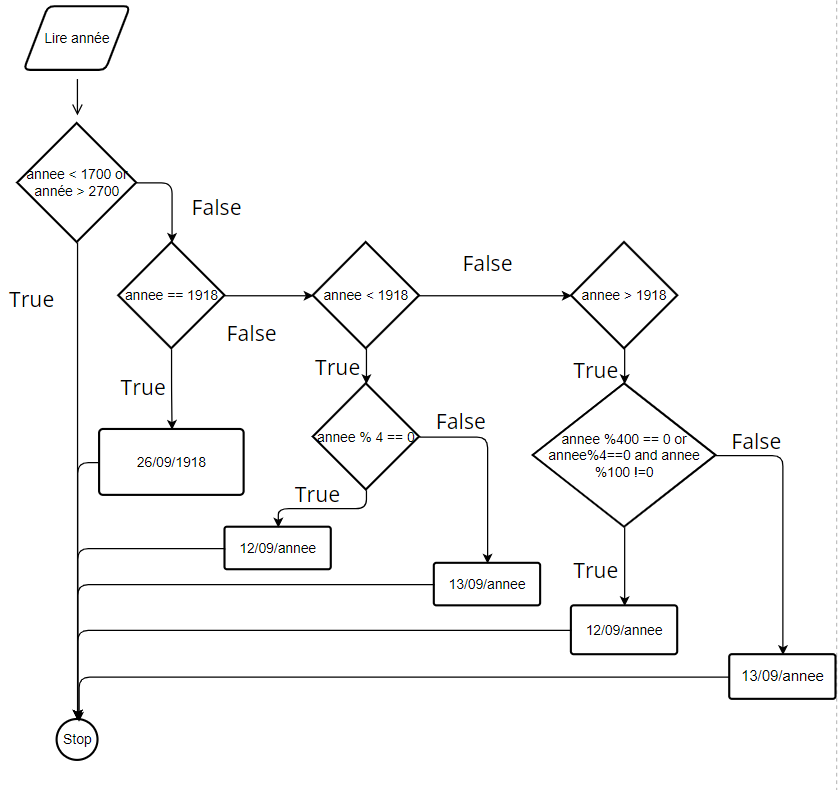 Lire année
annee < 1700 or
année > 2700
False
True
annee == 1918
False
annee < 1918
False
annee > 1918
True
True
True
annee % 4 == 0
False
annee %400 == 0 or
annee%4==0 and annee
%100 !=0
False
26/09/1918
True
12/09/annee
13/09/annee
True
12/09/annee
13/09/annee
Stop